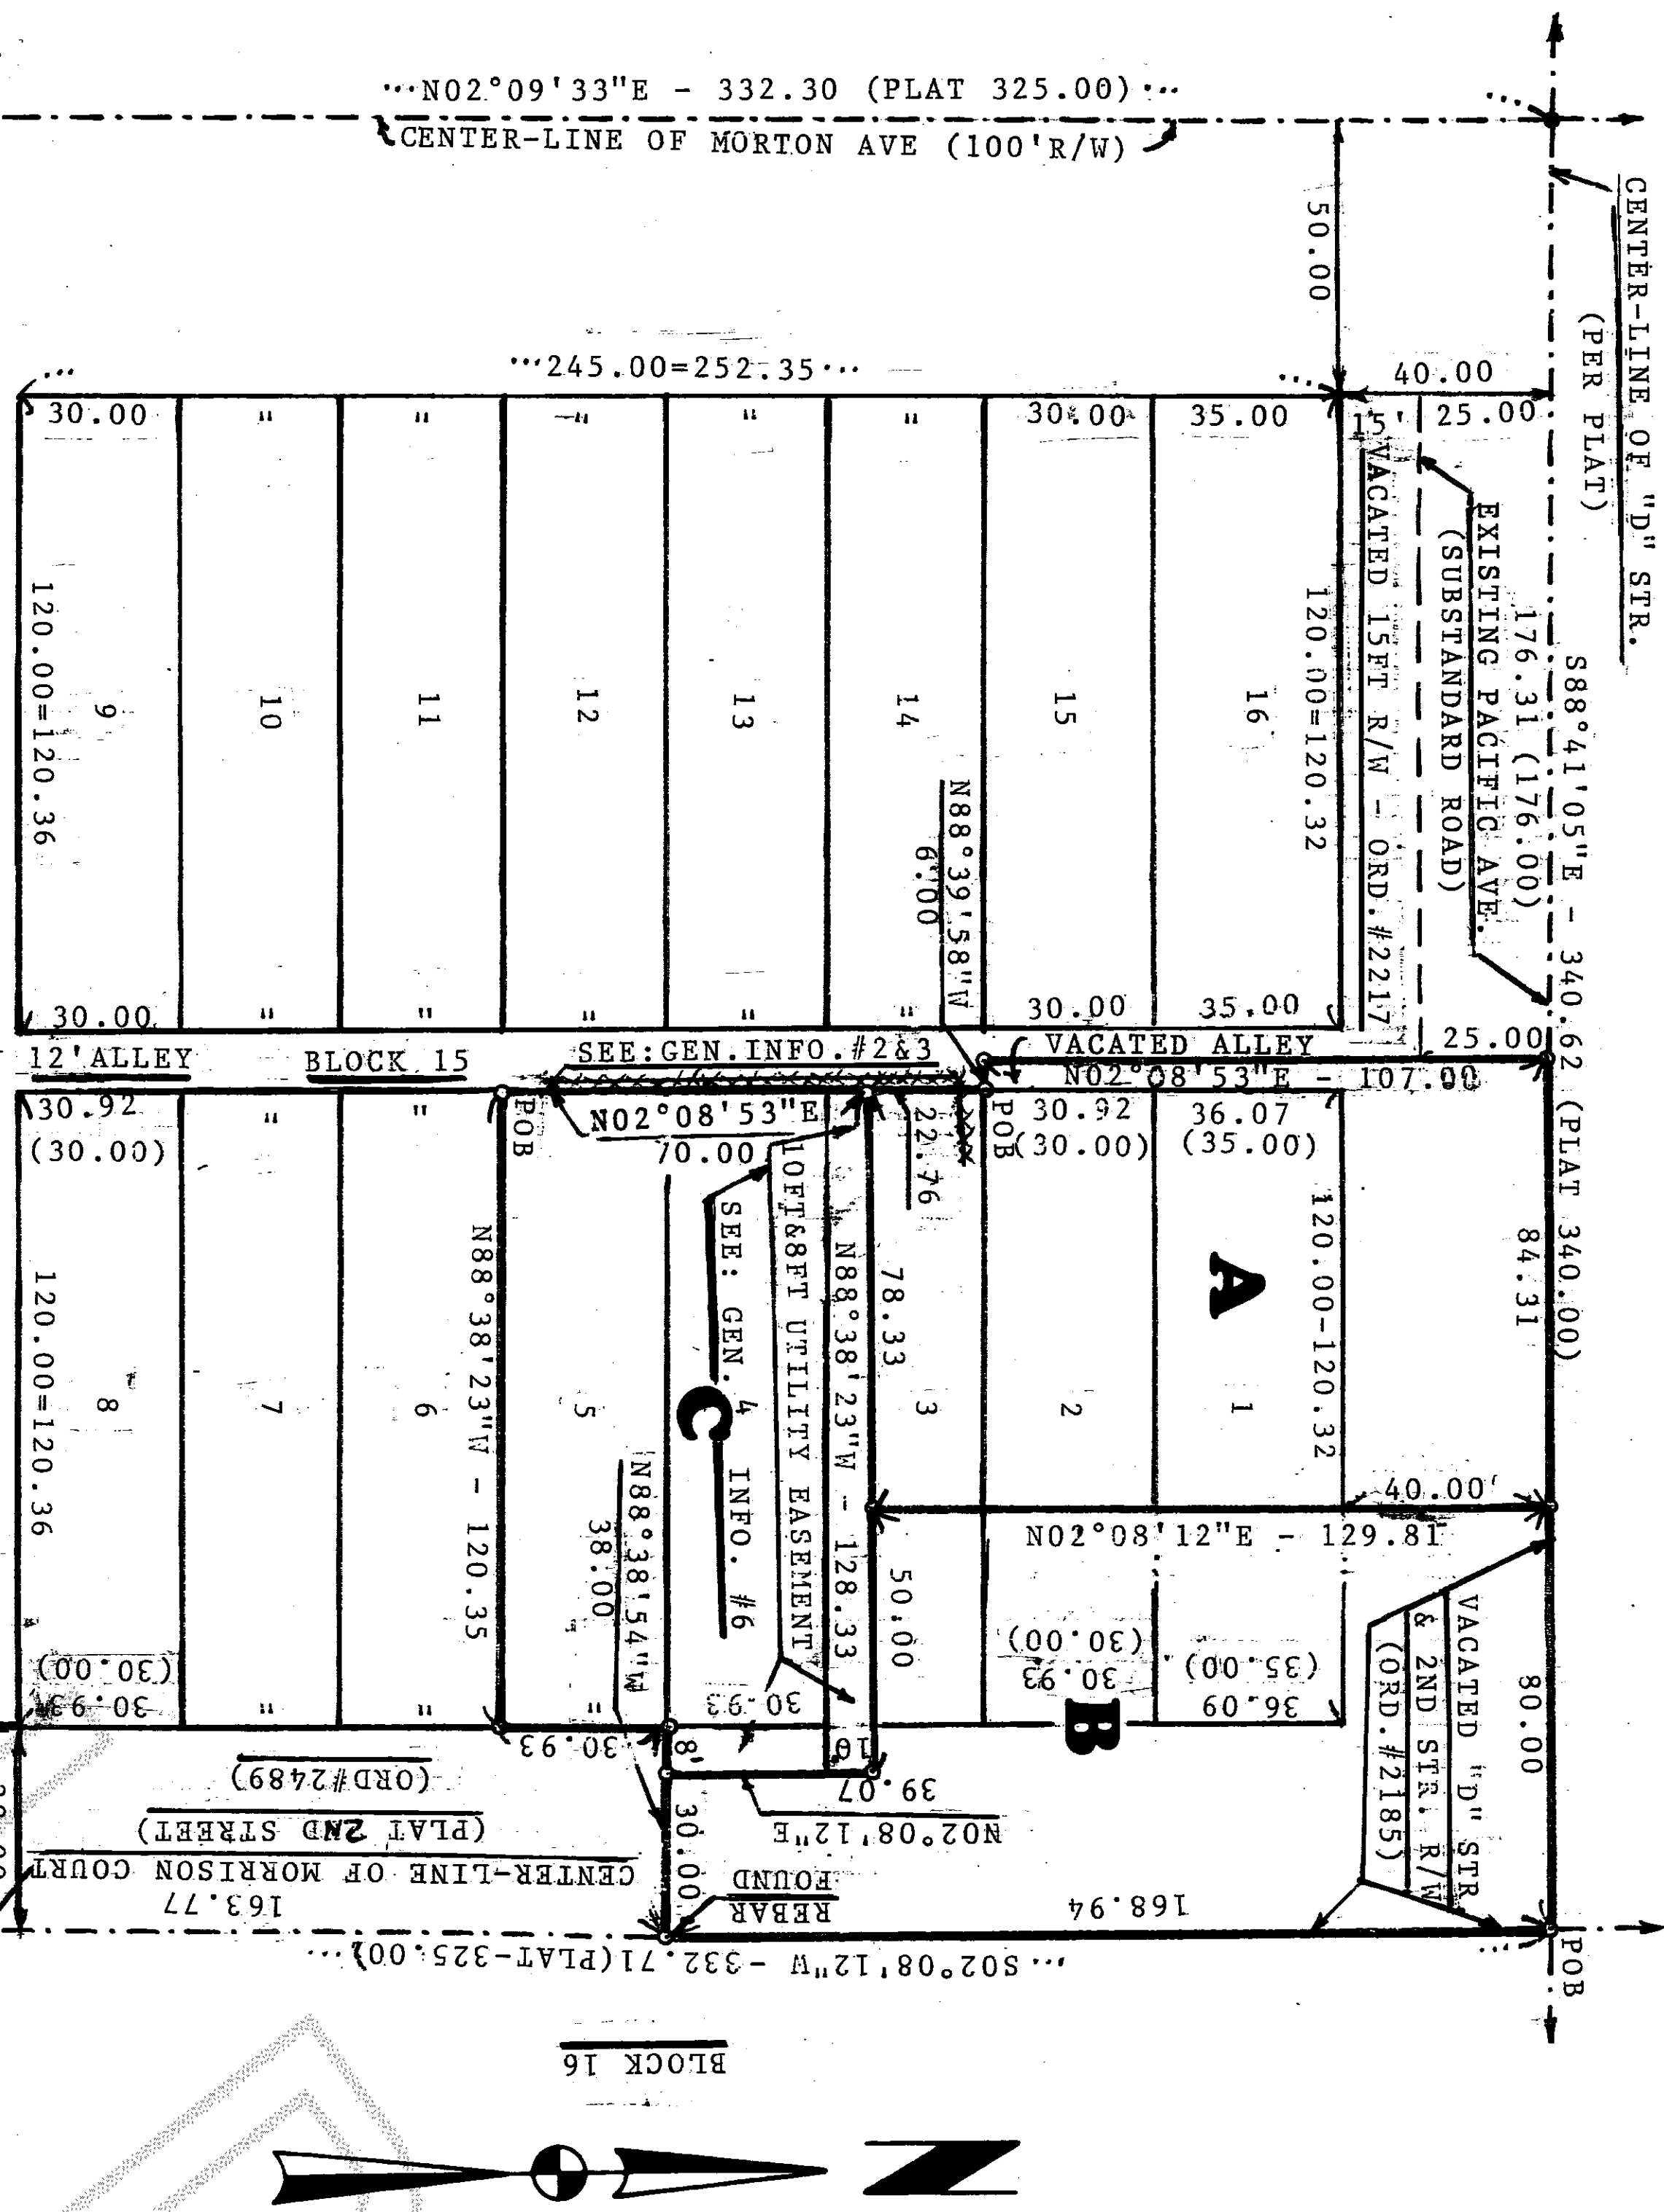 ···N02°09'33"E - 332.30 (PLAT 325.00)···
CENTER-LINE OF MORTON AVE (100'R/W)
CENTER-LINE OF "D" STR.
(PER PLAT)
S88°41'05"E - 340.62 (PLAT 340.00)
176.31 (176.00)
84.31
80.00
POB
EXISTING PACIFIC AVE.
(SUBSTANDARD ROAD)
VACATED 15FT R/W - ORD.#2217
50.00
40.00
15'
25.00
···245.00=252.35···
30.00
"
"
"
"
"
30.00
35.00
120.00=120.32
120.00=120.36
9
10
11
12
13
14
15
16
N88°39'58"W
6.00
30.00
"
"
"
"
"
30.00
35.00
25.00
12'ALLEY
BLOCK 15
SEE:GEN.INFO.#2&3
VACATED ALLEY
N02°08'53"E - 107.00
N02°08'53"E
70.00
22.76
POB
POB
30.92
(30.00)
"
"
30.92
(30.00)
36.07
(35.00)
120.00-120.32
A
78.33
N88°38'23"W - 128.33
10FT&8FT UTILITY EASEMENT
SEE: GEN. INFO. #6
C
N88°38'23"W - 120.35
120.00=120.36
8
7
6
5
4
3
2
1
40.00'
N02°08'12"E - 129.81
50.00
N88°38'54"W
38.00
VACATED "D" STR
& 2ND STR. R/W
(ORD.#2185)
B
36.09
(35.00)
30.93
(30.00)
30.93
"
30.93
"
"
30.93
(30.00)
10'
8'
39.07
N02°08'12"E
30.00
REBAR
FOUND
168.94
163.77
CENTER-LINE OF MORRISON COURT
(PLAT 2ND STREET)
(ORD#2489)
···S02°08'12"W - 332.71(PLAT-325.00)···
BLOCK 16
N